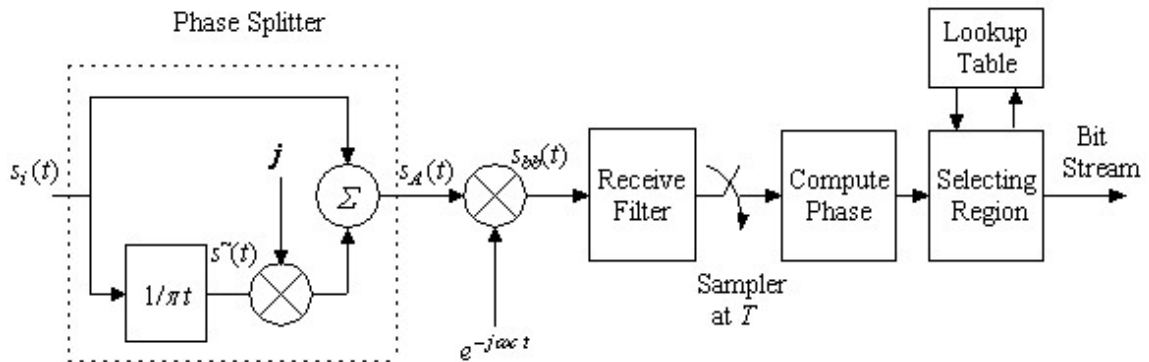 Phase Splitter
Lookup
Table
s_i(t)
j
s_A(t)
s_bb(t)
Receive
Filter
Compute
Phase
Selecting
Region
Bit
Stream
Σ
s~(t)
1/πt
Sampler
at T
e^-jωc t